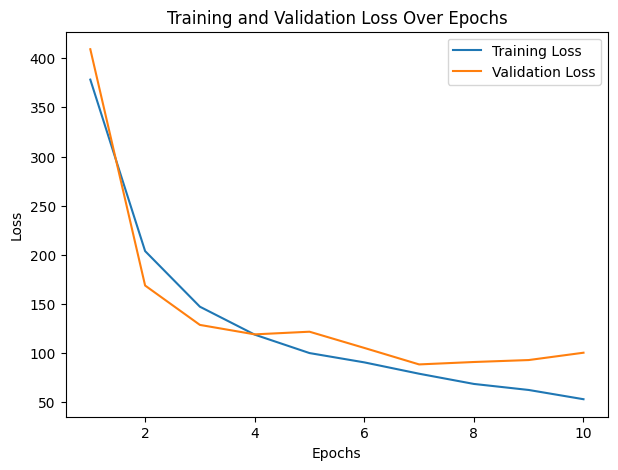 Training and Validation Loss Over Epochs
Training Loss
Validation Loss
400
350
300
250
200
150
100
50
Loss
2 4 6 8 10
Epochs